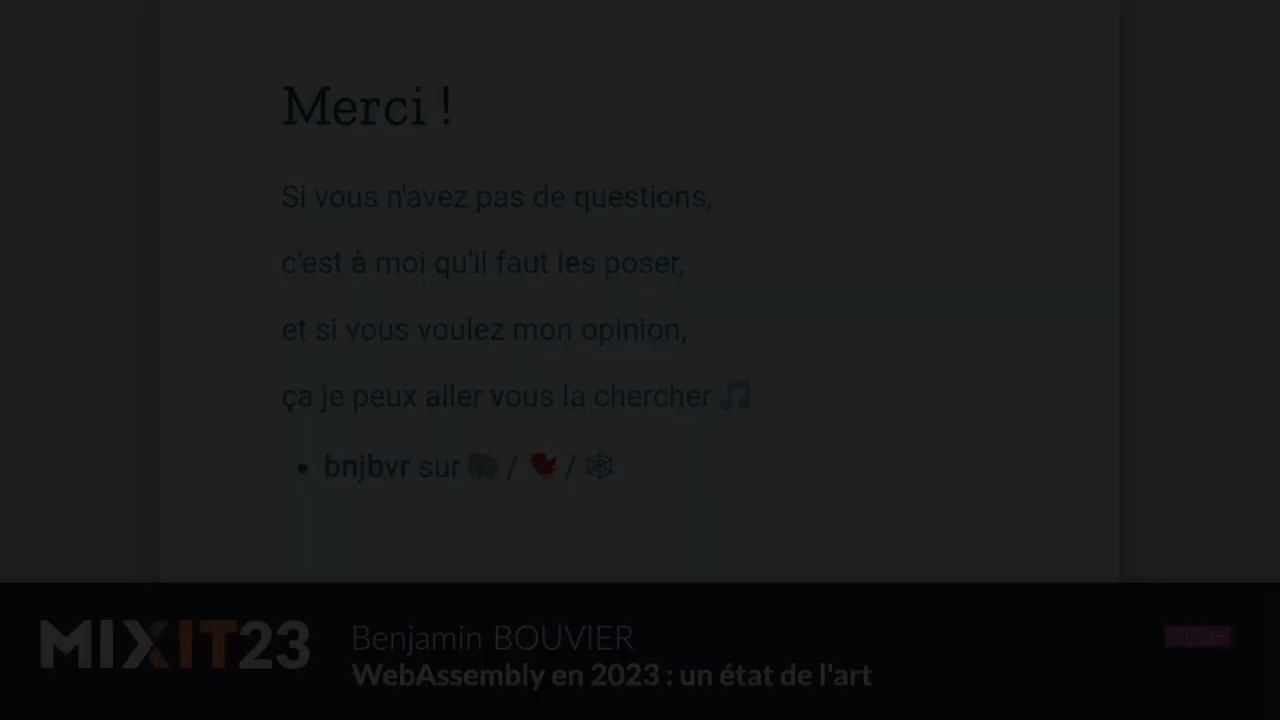 Merci !
Si vous n'avez pas de questions,
c'est à moi qu'il faut les poser,
et si vous voulez mon opinion,
ça je peux aller vous la chercher 🎵
• bnjbvr sur 🐘 / 🐦 / 🕸
MIXIT23
Benjamin BOUVIER
TECH
WebAssembly en 2023 : un état de l'art